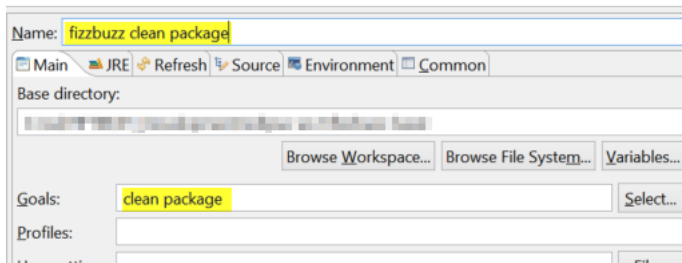 Name: fizzbuzz clean package
Main JRE Refresh Source Environment Common
Base directory:
Browse Workspace... Browse File System... Variables...
Goals: clean package Select...
Profiles: